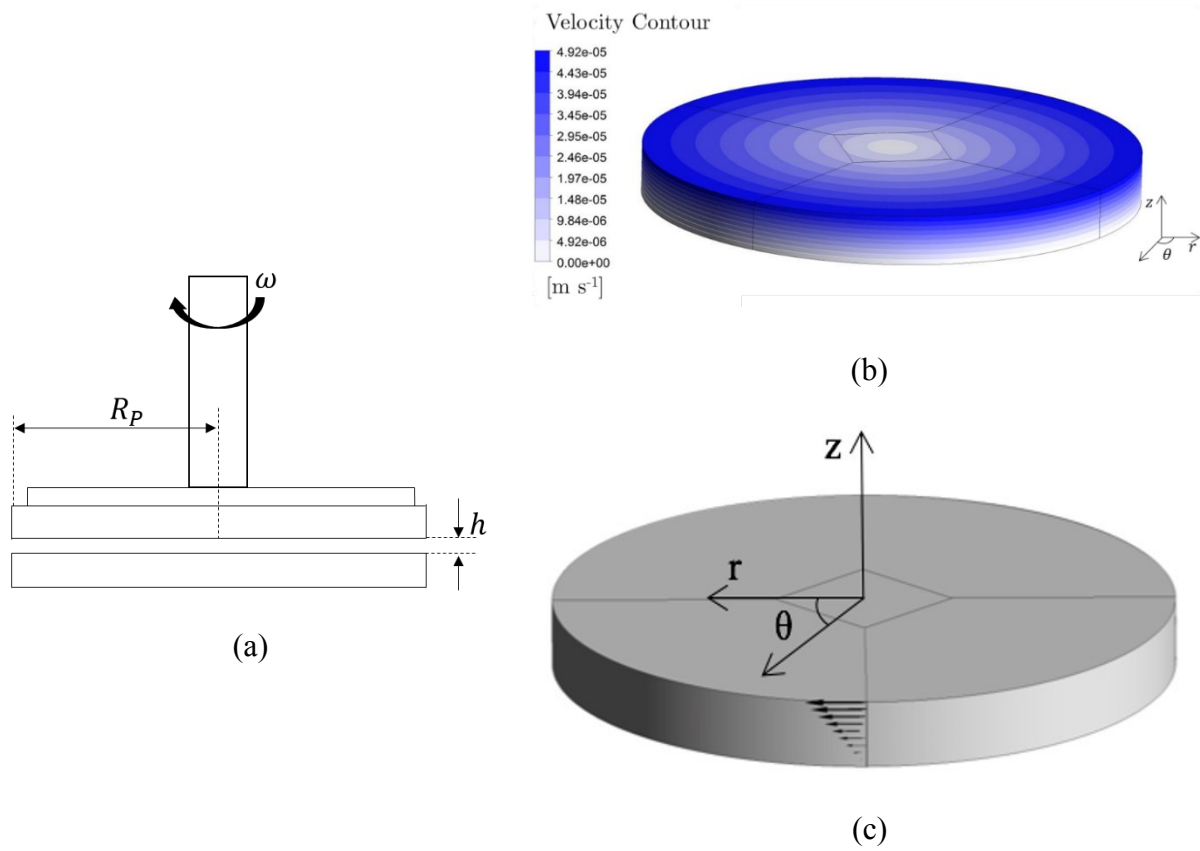 ω
R_P
h
(a)
Velocity Contour
4.92e-05
4.43e-05
3.94e-05
3.45e-05
2.95e-05
2.46e-05
1.97e-05
1.48e-05
9.84e-06
4.92e-06
0.00e+00
[m s⁻¹]
z
r
θ
(b)
z
r
θ
(c)